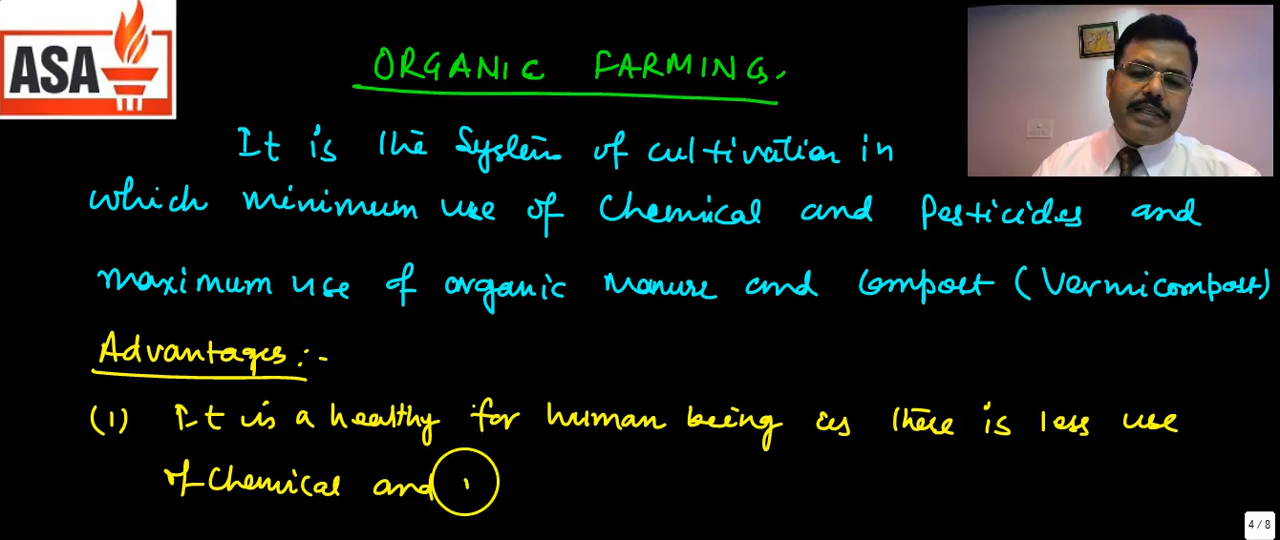 ASA
ORGANIC FARMING.
It is the System of cultivation in
which minimum use of Chemical and Pesticides and
maximum use of organic Manure and Compost (Vermicompost)
Advantages:-
(1) It is a healthy for human being as there is less use
of Chemical and
4/8